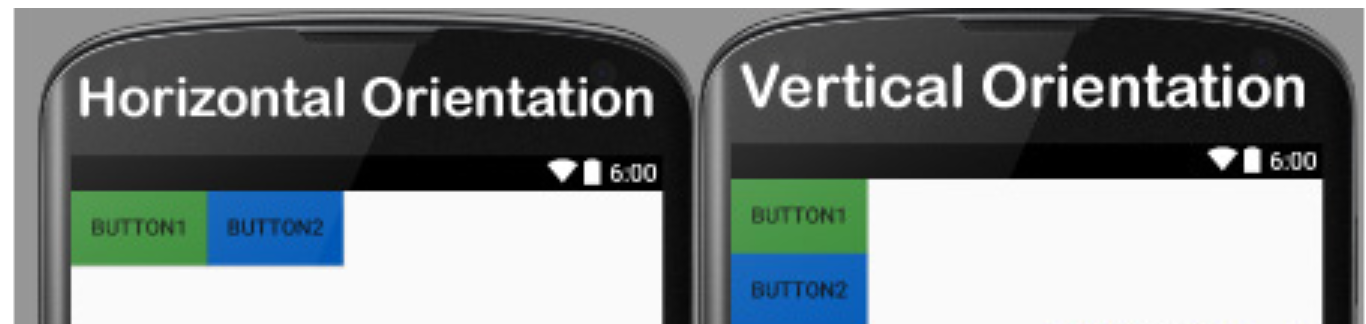 Horizontal Orientation
6:00
BUTTON1 BUTTON2
Vertical Orientation
6:00
BUTTON1
BUTTON2